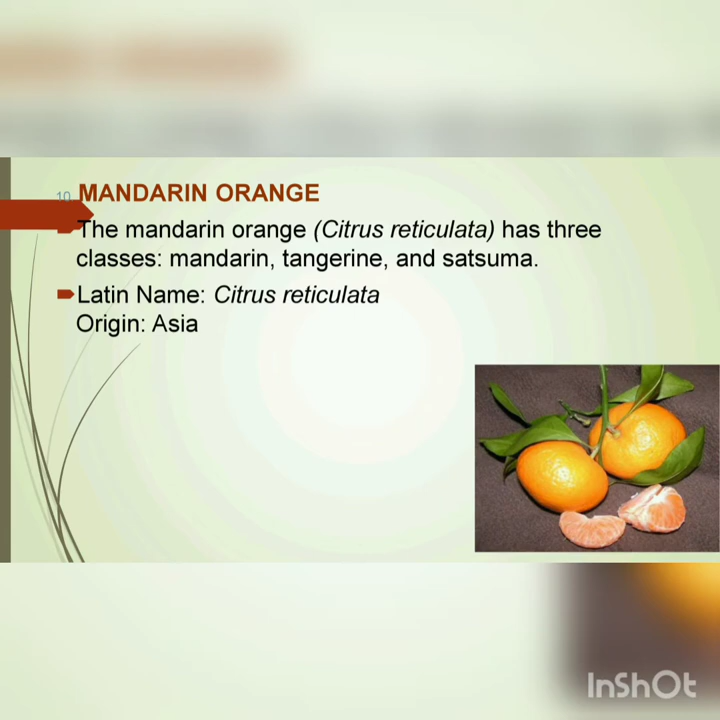 10. MANDARIN ORANGE
The mandarin orange (Citrus reticulata) has three
classes: mandarin, tangerine, and satsuma.
Latin Name: Citrus reticulata
Origin: Asia
InShOt